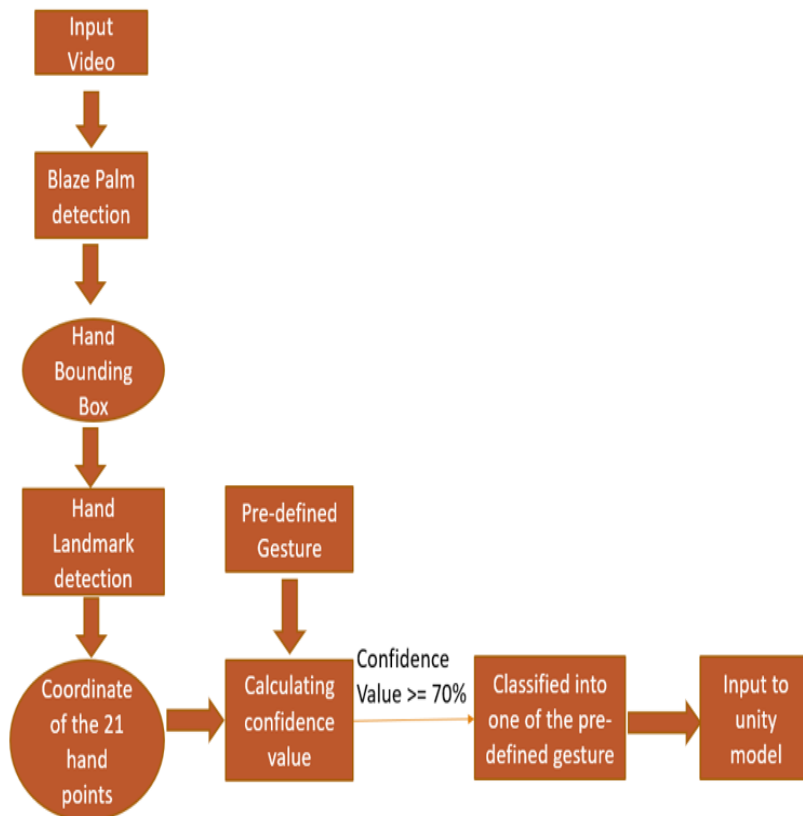 Input
Video
Blaze Palm
detection
Hand
Bounding
Box
Hand
Landmark
detection
Pre-defined
Gesture
Coordinate
of the 21
hand
points
Calculating
confidence
value
Confidence
Value >= 70%
Classified into
one of the pre-
defined gesture
Input to
unity
model